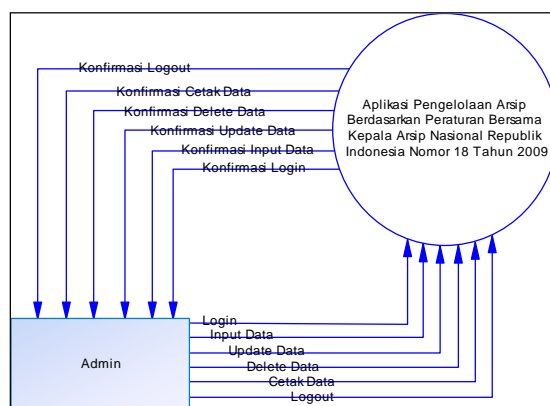 Konfirmasi Logout
Konfirmasi Cetak Data
Konfirmasi Delete Data
Konfirmasi Update Data
Konfirmasi Input Data
Konfirmasi Login
Aplikasi Pengelolaan Arsip
Berdasarkan Peraturan Bersama
Kepala Arsip Nasional Republik
Indonesia Nomor 18 Tahun 2009
Admin
Login
Input Data
Update Data
Delete Data
Cetak Data
Logout